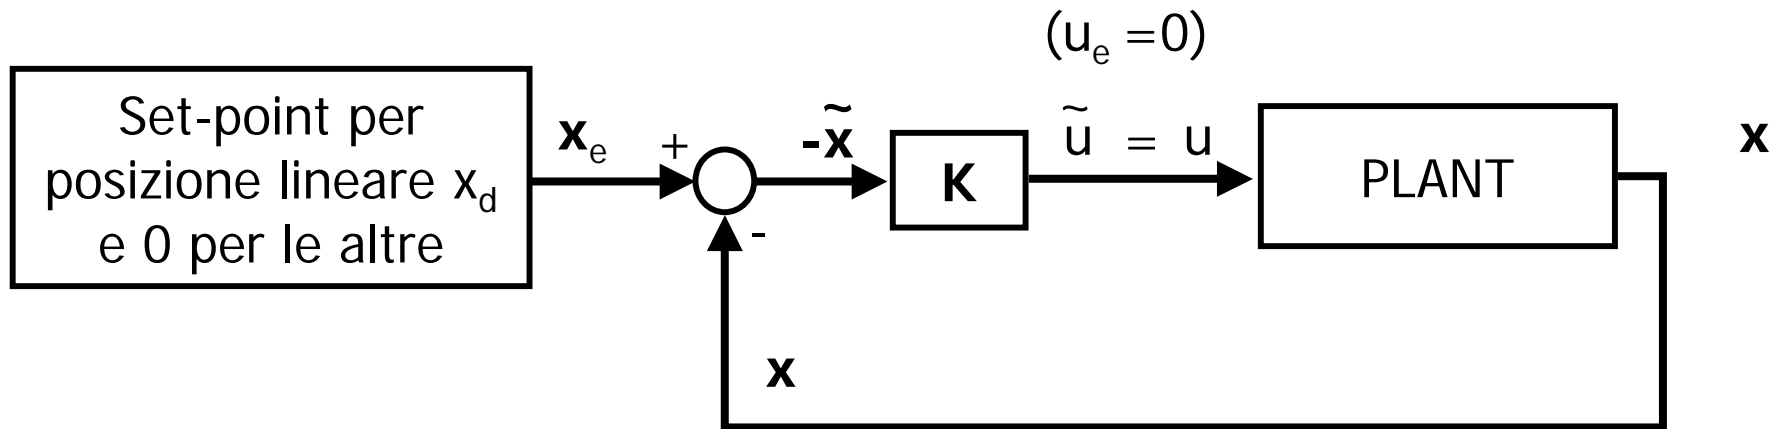 (u_e =0)
Set-point per
posizione lineare x_d
e 0 per le altre
x_e
+
-x̃
K
ũ = u
PLANT
x
-
x